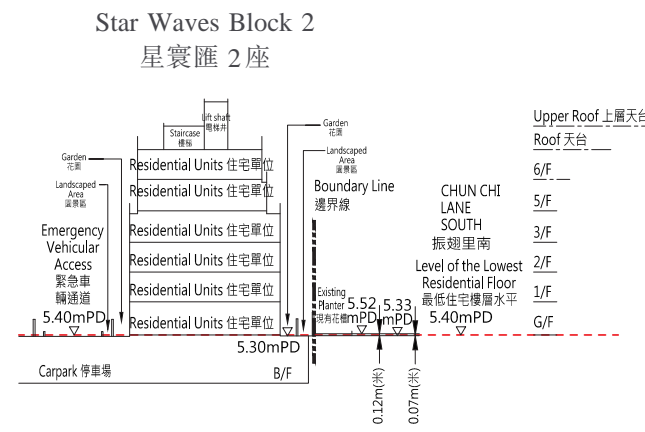 Star Waves Block 2
星寰匯 2 座
Lift shaft
電梯井
Staircase
樓梯
Garden
花園
Landscaped
Area
園景區
Garden
花園
Landscaped
Area
園景區
Upper Roof 上層天台
Roof 天台
6/F
5/F
3/F
2/F
1/F
G/F
Residential Units 住宅單位
Residential Units 住宅單位
Residential Units 住宅單位
Residential Units 住宅單位
Residential Units 住宅單位
Residential Units 住宅單位
Boundary Line
邊界線
CHUN CHI
LANE
SOUTH
振翅里南
Emergency
Vehicular
Access
緊急車
輛通道
5.40mPD
Level of the Lowest
Residential Floor
最低住宅樓層水平
5.40mPD
Existing
Planter
現有花槽
5.52
mPD
5.33
mPD
5.30mPD
Carpark 停車場
B/F
0.12m(米)
0.07m(米)